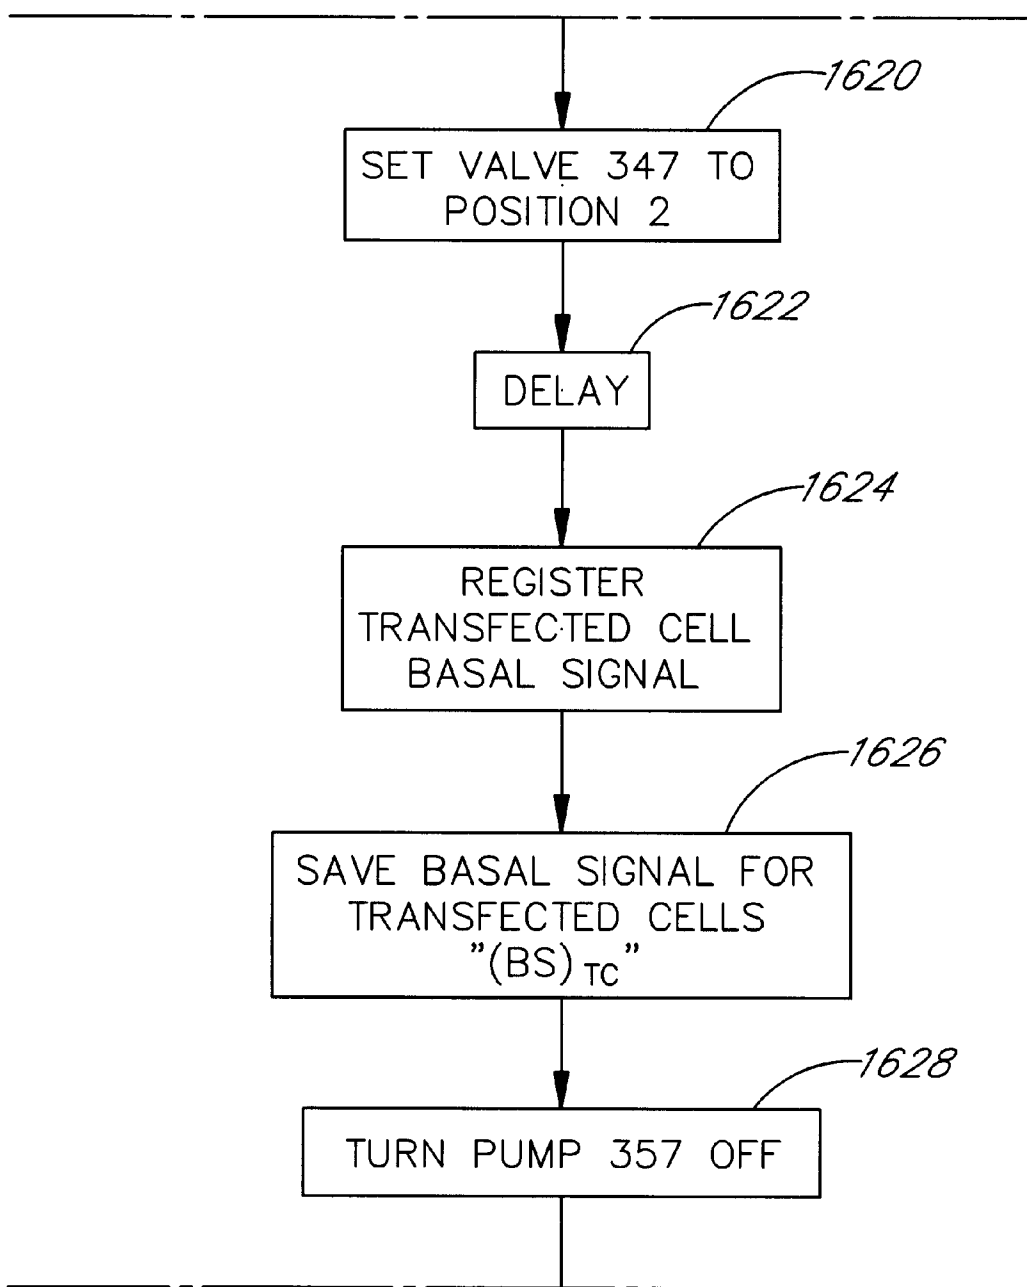 1620
SET VALVE 347 TO
POSITION 2
1622
DELAY
1624
REGISTER
TRANSFECTED CELL
BASAL SIGNAL
1626
SAVE BASAL SIGNAL FOR
TRANSFECTED CELLS
"(BS) TC"
1628
TURN PUMP 357 OFF